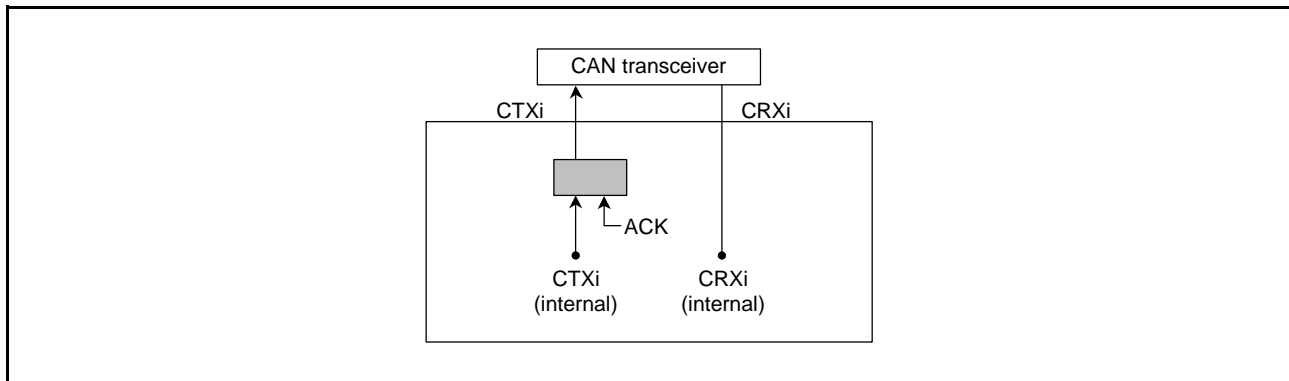 CAN transceiver
CTXi CRXi
ACK
CTXi CRXi
(internal) (internal)